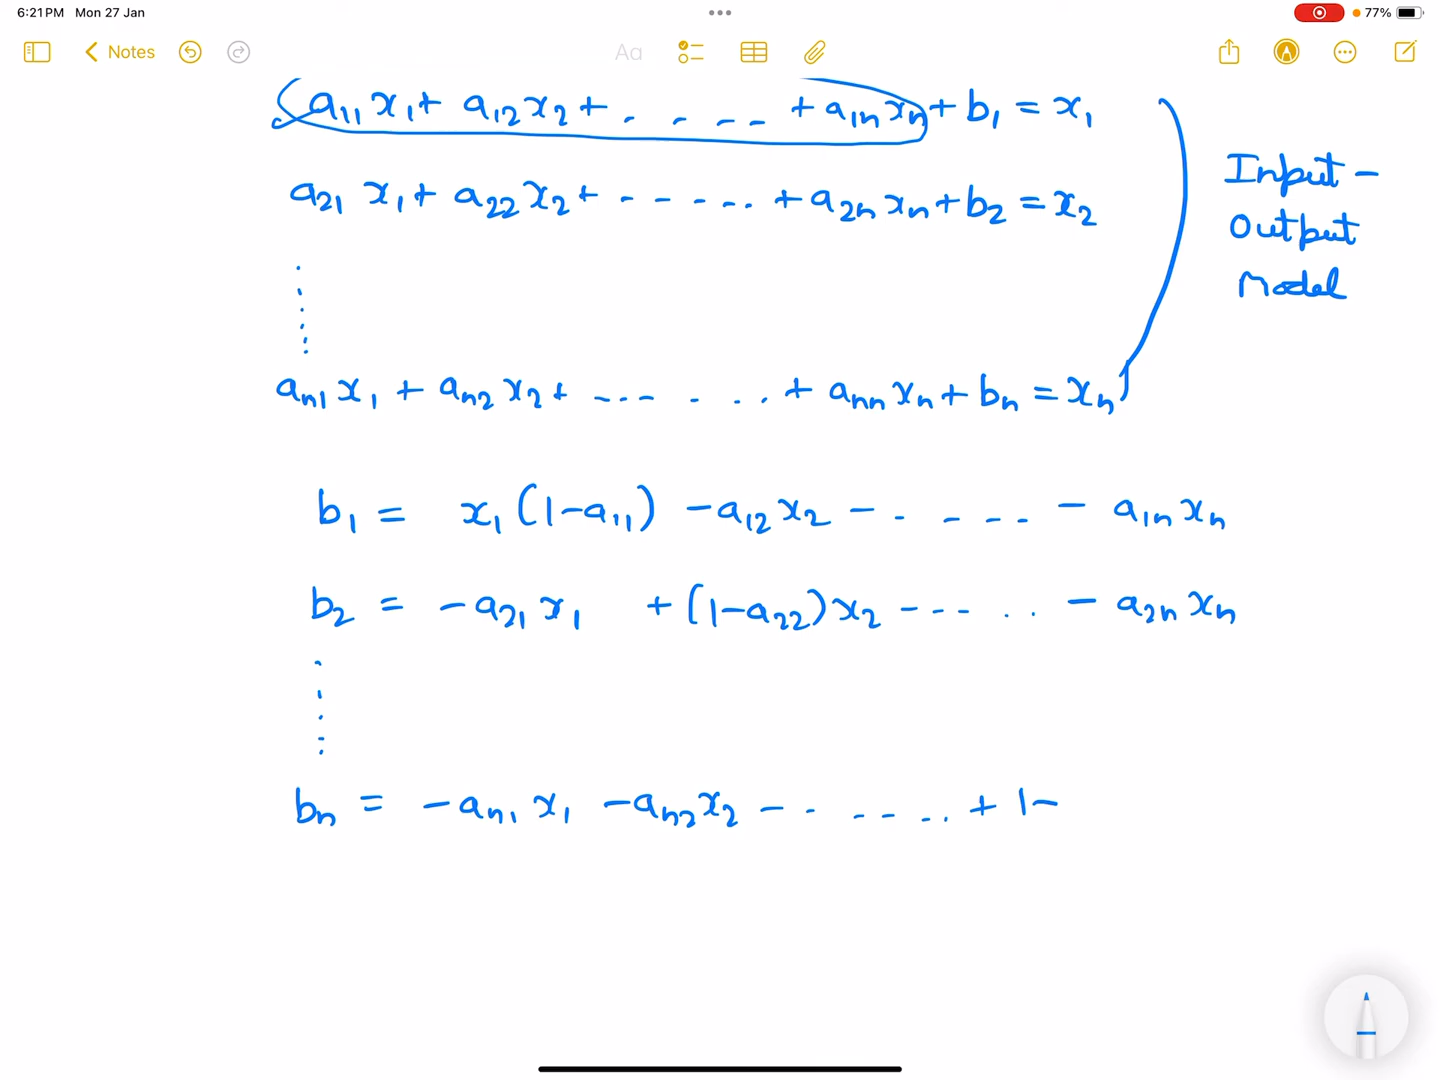 6:21 PM Mon 27 Jan 77%
Notes Aa
a₁₁x₁ + a₁₂x₂ + . - - - + a₁ₙxₙ + b₁ = x₁
a₂₁x₁ + a₂₂x₂ + - - - - - .. + a₂ₙxₙ + b₂ = x₂
Input -
Output
Model
aₙ₁x₁ + aₙ₂x₂ + - - - . . . . + aₙₙxₙ + bₙ = xₙ
b₁ = x₁(1-a₁₁) - a₁₂x₂ - . - - - - a₁ₙxₙ
b₂ = -a₂₁x₁ + (1-a₂₂)x₂ - - - . . - a₂ₙxₙ
bₙ = -aₙ₁x₁ -aₙ₂x₂ - . . - - . . + 1-